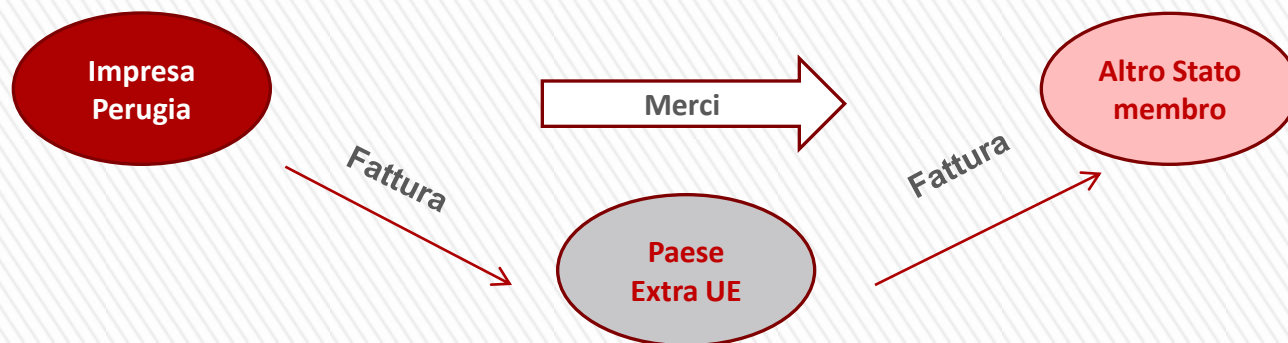 Impresa
Perugia
Merci
Altro Stato
membro
Fattura
Fattura
Paese
Extra UE